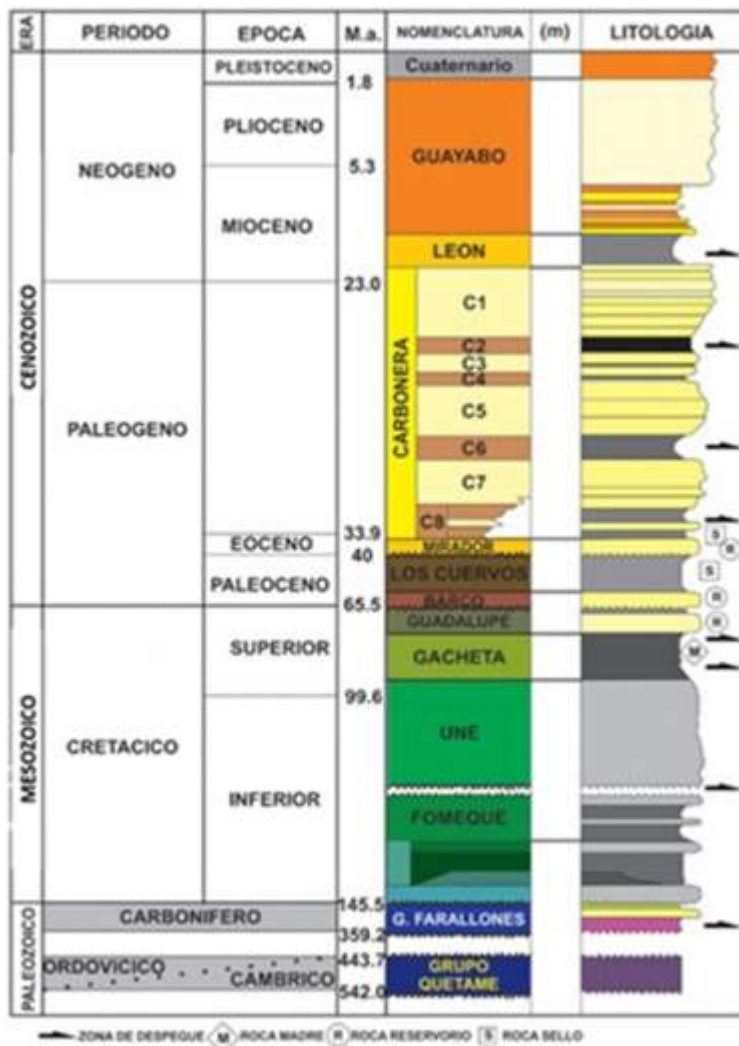 ERA PERIODO EPOCA M.a. NOMENCLATURA (m) LITOLOGIA
PLEISTOCENO Cuaternario
1.8
PLIOCENO
GUAYABO
5.3
NEOGENO
MIOCENO
LEON
23.0
CENOZOICO
CARBONERA
C1
C2
C3
C4
C5
PALEOGENO
C6
C7
C8
33.9
S
EOCENO MIRADOR R
40
LOS CUERVOS S
PALEOCENO
BARCO R
65.5
GUADALUPE R
SUPERIOR
GACHETA M
99.6
MESOZOICO
UNE
CRETACICO
INFERIOR
FOMEQUE
145.5
PALEOZOICO
CARBONIFERO G. FARALLONES
359.2
443.7
ORDOVICICO
CAMBRICO
GRUPO
QUETAME
542.0
ZONA DE DESPEGUE M ROCA MADRE R ROCA RESERVORIO S ROCA SELLO